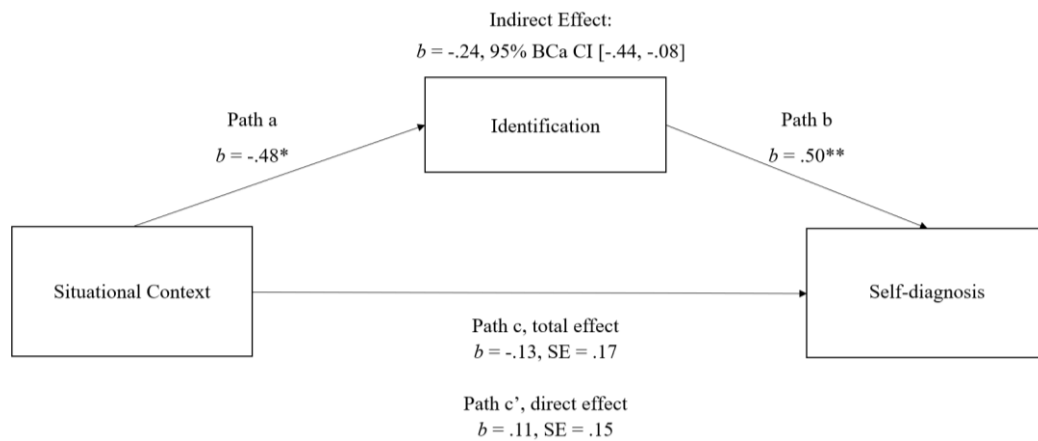 Indirect Effect:
b = -.24, 95% BCa CI [-.44, -.08]
Path a
b = -.48*
Identification
Path b
b = .50**
Situational Context
Self-diagnosis
Path c, total effect
b = -.13, SE = .17
Path c’, direct effect
b = .11, SE = .15